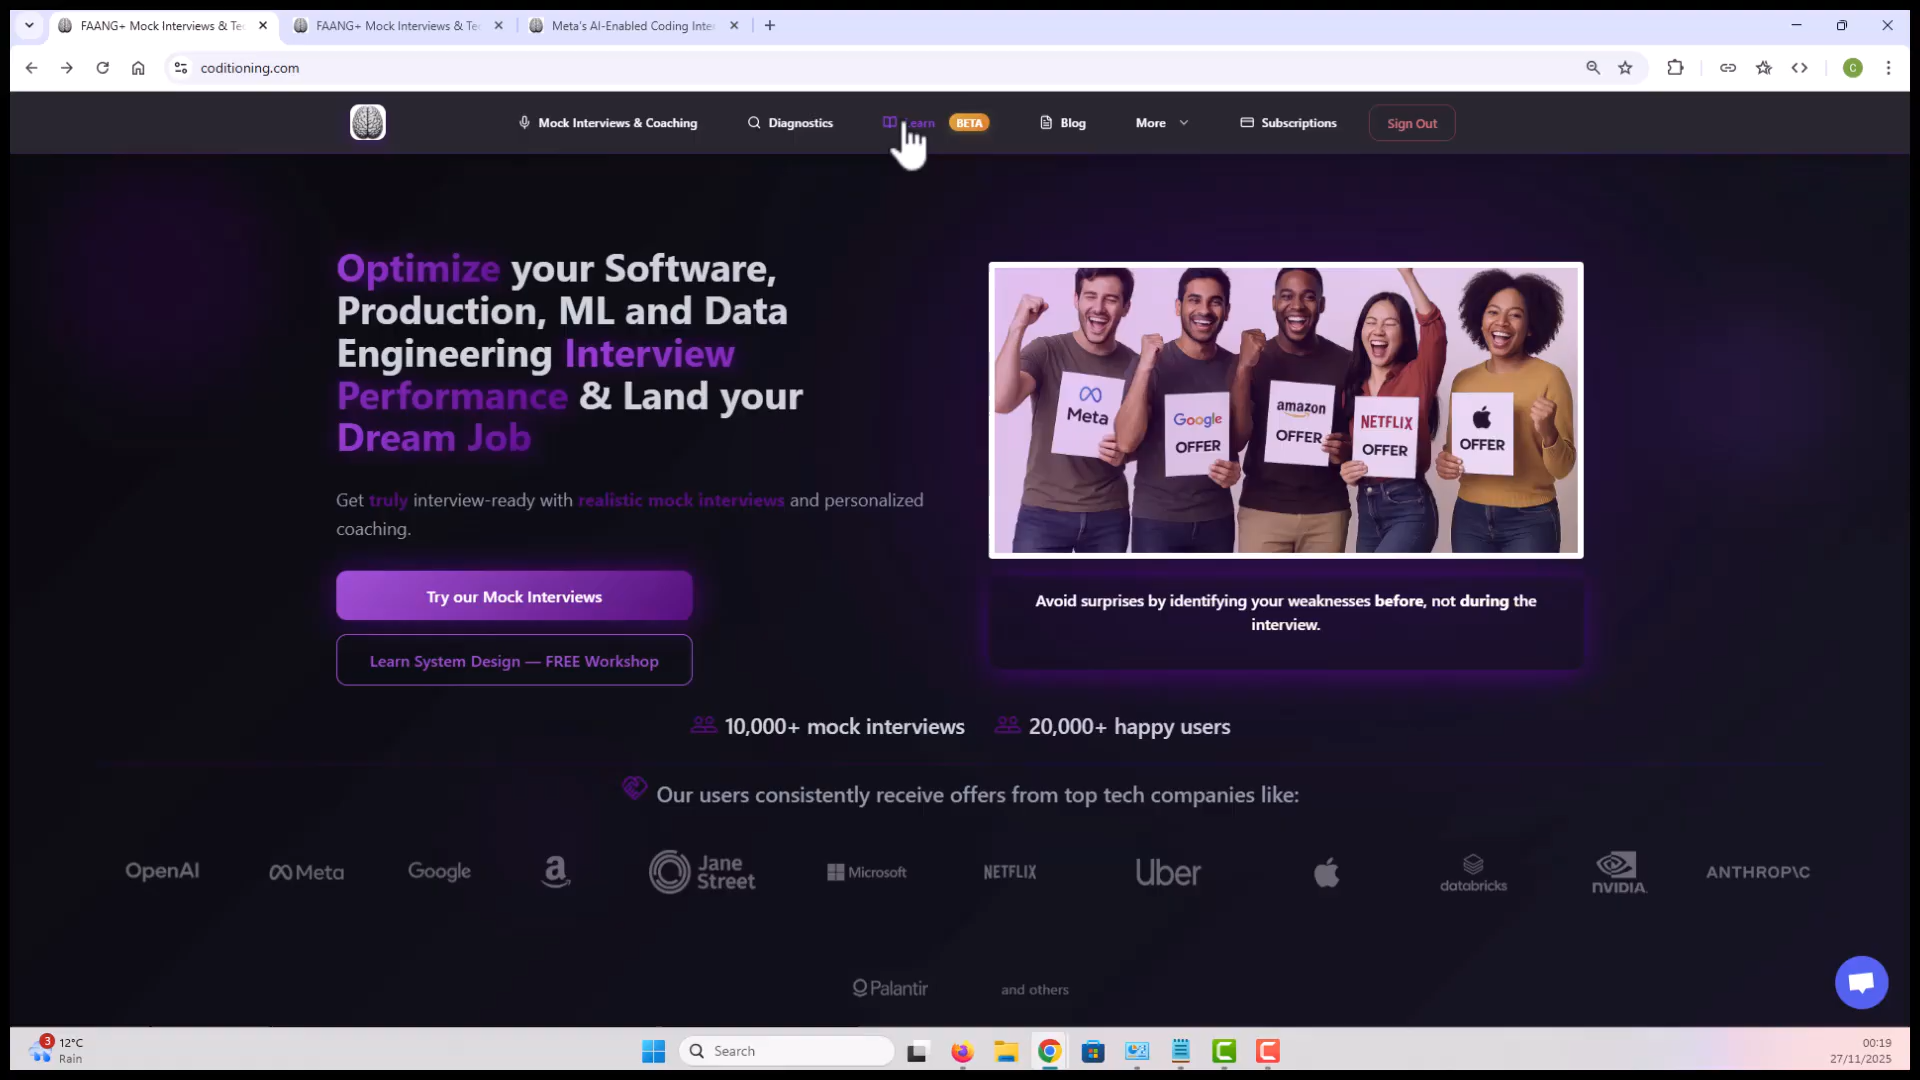 FAANG+ Mock Interviews & Te
FAANG+ Mock Interviews & Te
Meta's AI-Enabled Coding Inte
coditioning.com
C
Mock Interviews & Coaching
Diagnostics
BETA
Blog
More
Subscriptions
Sign Out
Optimize your Software,
Production, ML and Data
Engineering Interview
Performance & Land your
Dream Job
Get truly interview-ready with realistic mock interviews and personalized
coaching.
Try our Mock Interviews
Learn System Design — FREE Workshop
Meta
Google
OFFER
amazon
OFFER
NETFLIX
OFFER
OFFER
Avoid surprises by identifying your weaknesses before, not during the
interview.
10,000+ mock interviews
20,000+ happy users
Our users consistently receive offers from top tech companies like:
OpenAI
Meta
Google
a
Jane
Street
Microsoft
NETFLIX
Uber
databricks
NVIDIA.
ANTHROP\C
Palantir
and others
3
12°C
Rain
Search
00:19
27/11/2025